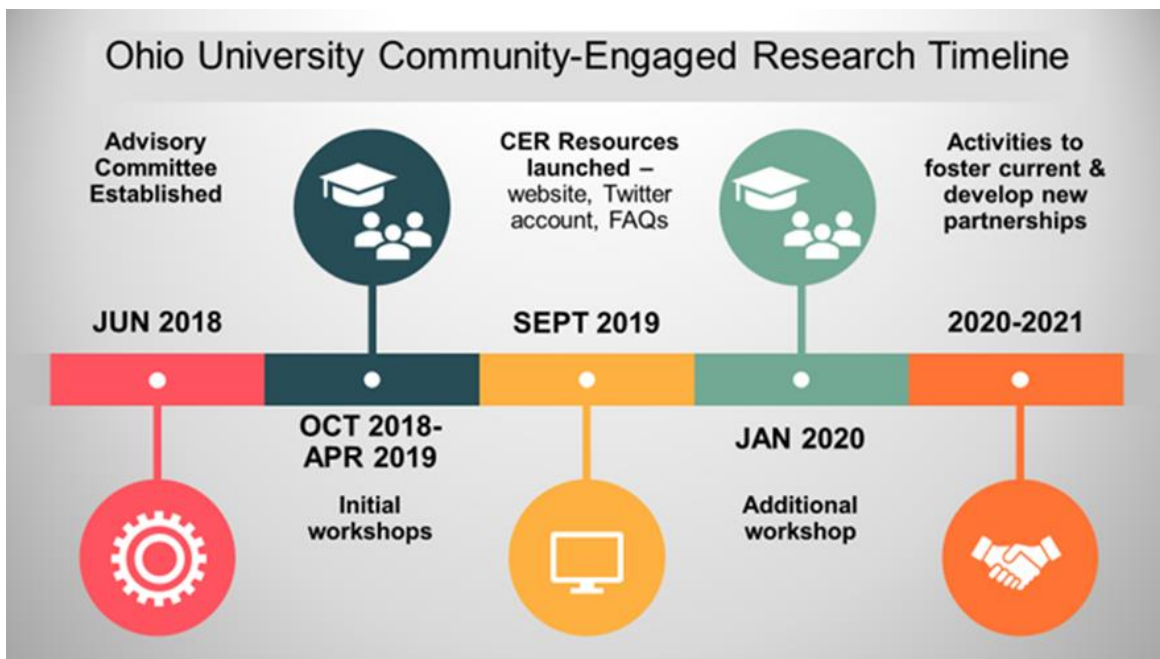 Ohio University Community-Engaged Research Timeline
Advisory
Committee
Established
JUN 2018
OCT 2018-
APR 2019
Initial
workshops
CER Resources
launched –
website, Twitter
account, FAQs
SEPT 2019
JAN 2020
Additional
workshop
Activities to
foster current &
develop new
partnerships
2020-2021